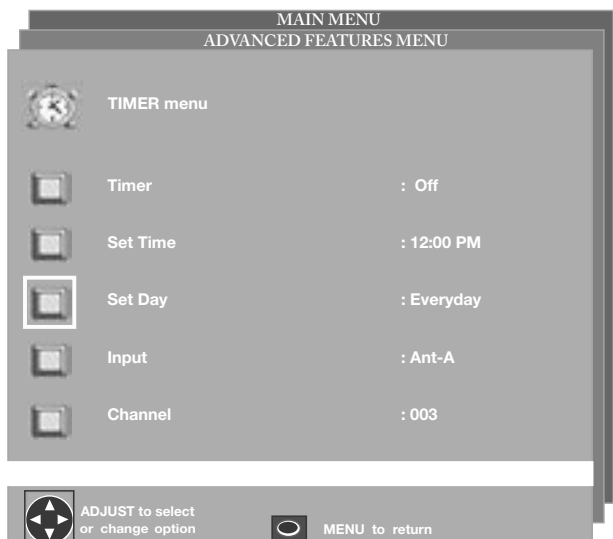 MAIN MENU
ADVANCED FEATURES MENU
TIMER menu
Timer : Off
Set Time : 12:00 PM
Set Day : Everyday
Input : Ant-A
Channel : 003
ADJUST to select
or change option
MENU to return